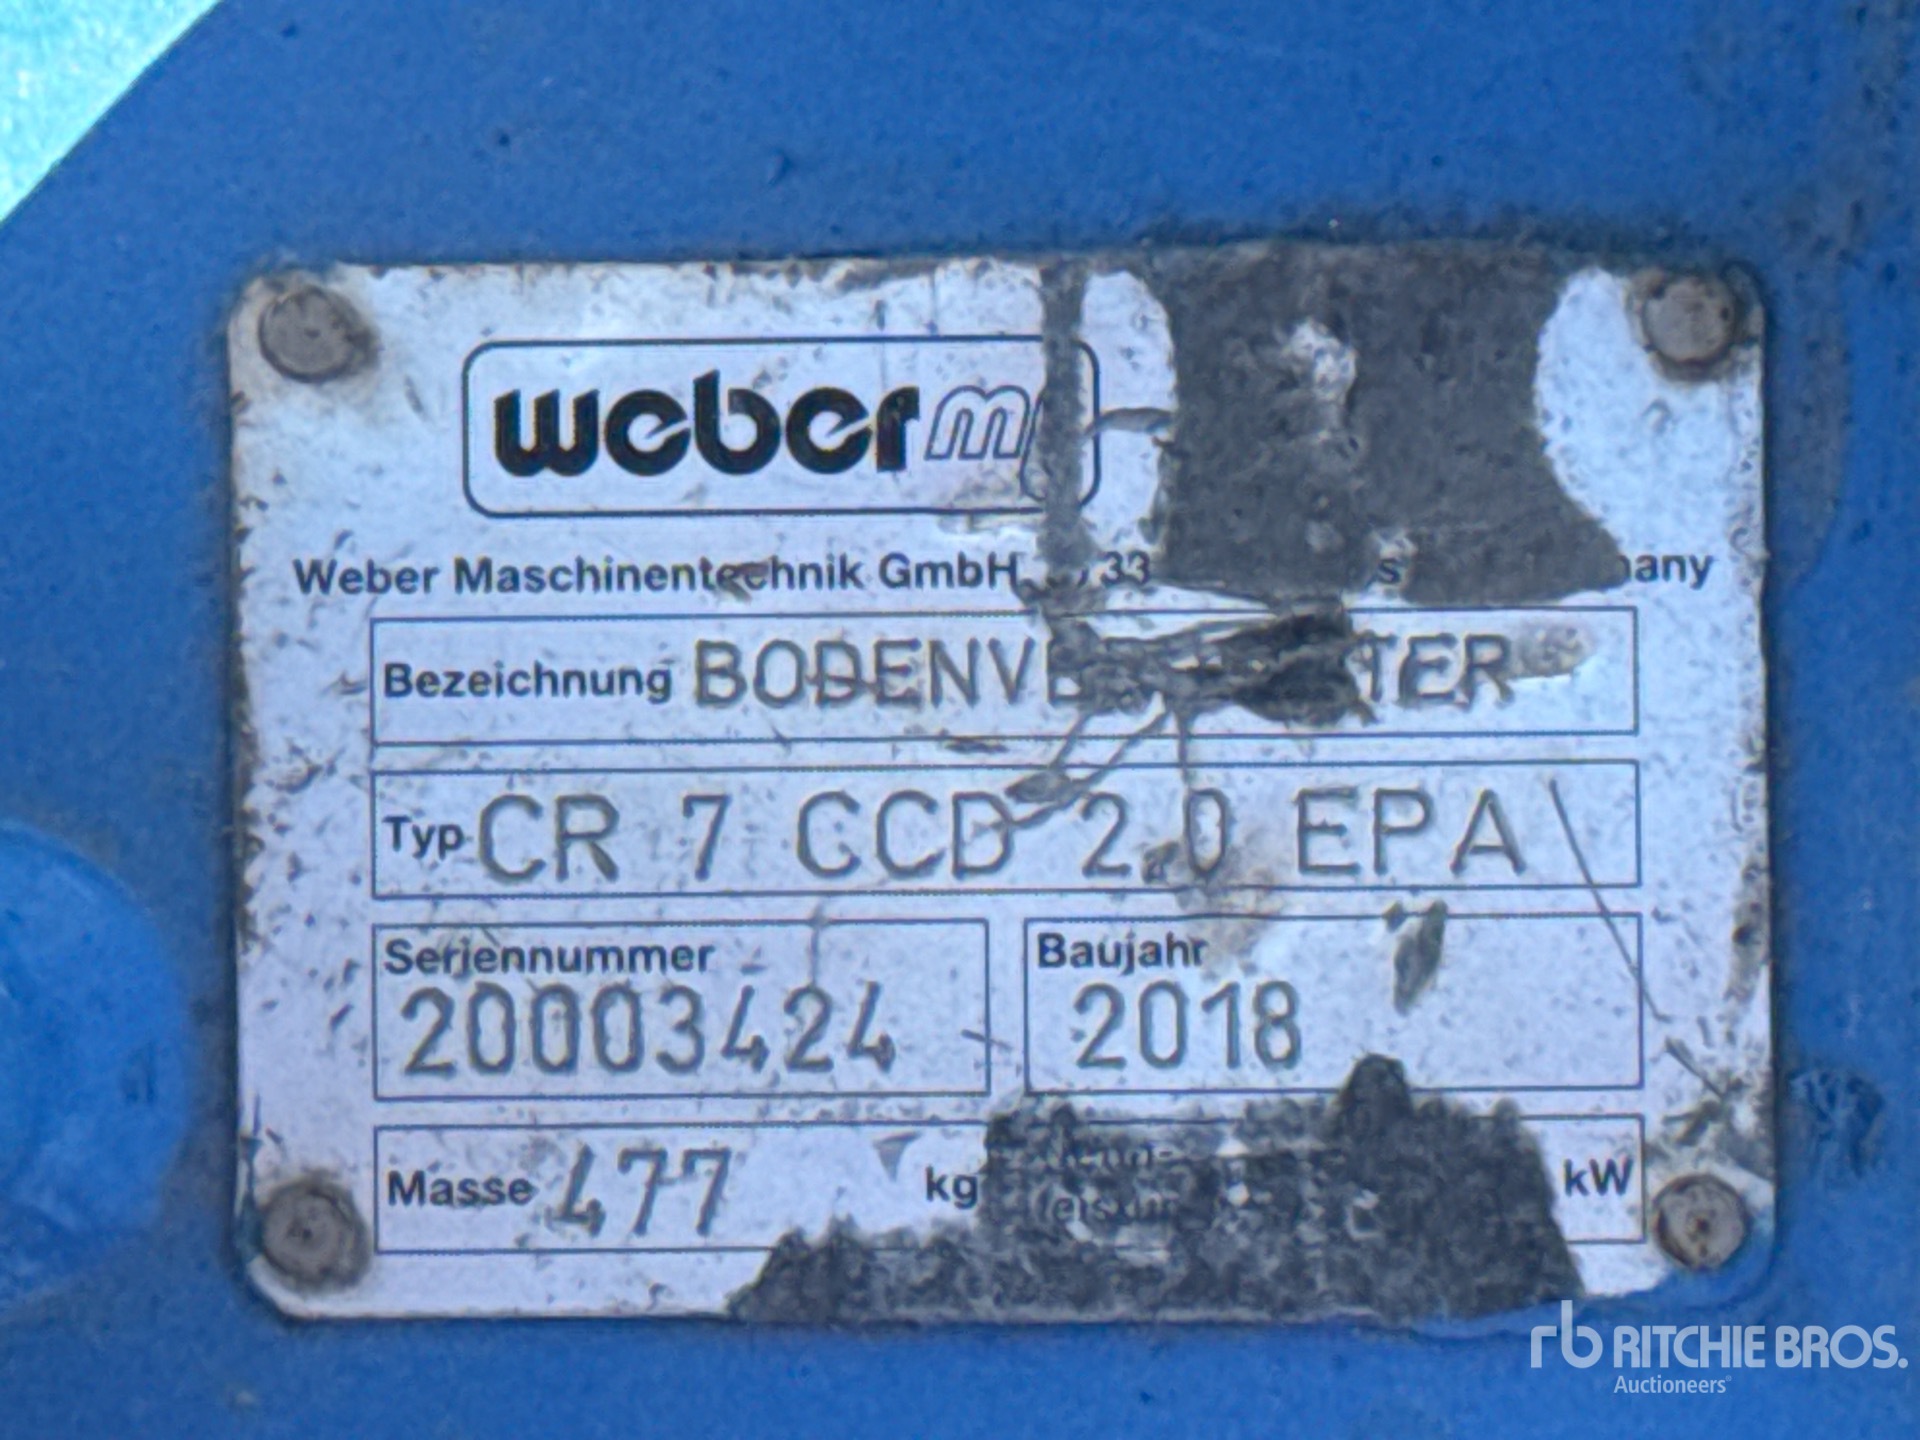 weber m
Weber Maschinentechnik GmbH
Bezeichnung
Typ CR 7 CCD 2.0 EPA
Seriennummer Baujahr
20003424 2018
Masse 477 kg kW
rb RITCHIE BROS.
Auctioneers